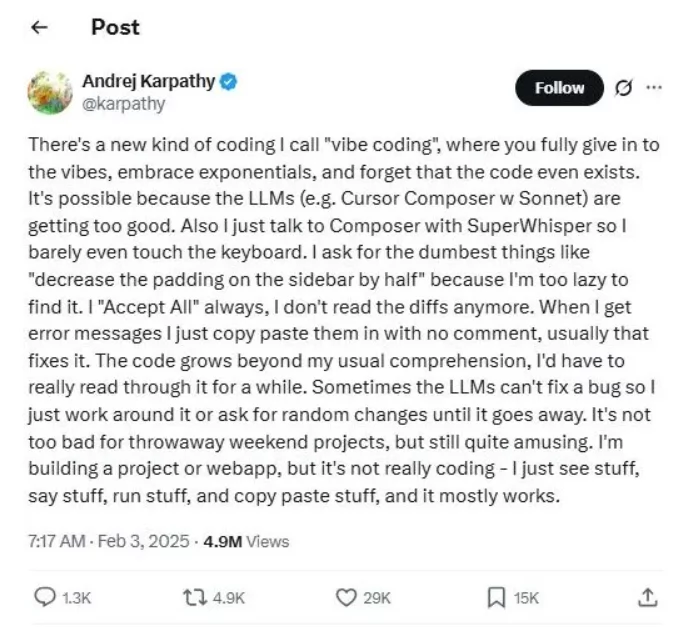 Post
Andrej Karpathy
@karpathy
Follow
There's a new kind of coding I call "vibe coding", where you fully give in to
the vibes, embrace exponentials, and forget that the code even exists.
It's possible because the LLMs (e.g. Cursor Composer w Sonnet) are
getting too good. Also I just talk to Composer with SuperWhisper so I
barely even touch the keyboard. I ask for the dumbest things like
"decrease the padding on the sidebar by half" because I'm too lazy to
find it. I "Accept All" always, I don't read the diffs anymore. When I get
error messages I just copy paste them in with no comment, usually that
fixes it. The code grows beyond my usual comprehension, I'd have to
really read through it for a while. Sometimes the LLMs can't fix a bug so I
just work around it or ask for random changes until it goes away. It's not
too bad for throwaway weekend projects, but still quite amusing. I'm
building a project or webapp, but it's not really coding - I just see stuff,
say stuff, run stuff, and copy paste stuff, and it mostly works.
7:17 AM · Feb 3, 2025 · 4.9M Views
1.3K 4.9K 29K 15K